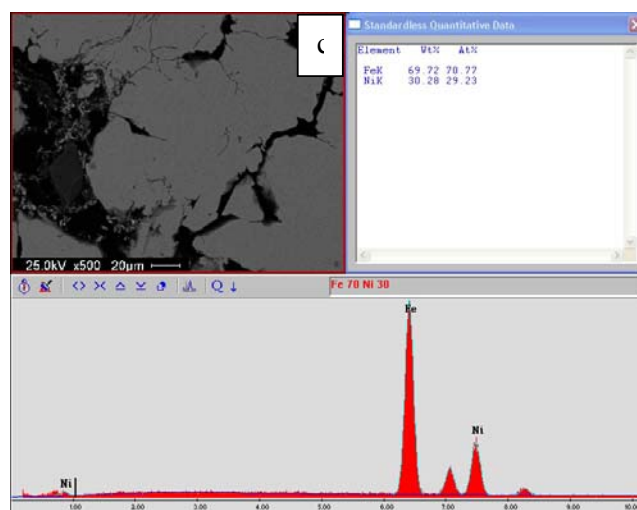 Standardless Quantitative Data
Element Wt% At%
FeK 69.72 70.77
NiK 30.28 29.23
25.0kV x500 20µm
Q
Fe 70 Ni 30
Fe
Ni
Ni
1.00 2.00 3.00 4.00 5.00 6.00 7.00 8.00 9.00